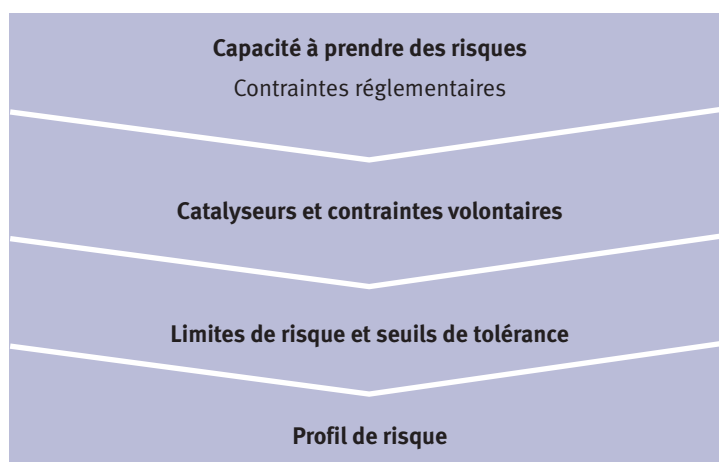 Capacité à prendre des risques
Contraintes réglementaires
Catalyseurs et contraintes volontaires
Limites de risque et seuils de tolérance
Profil de risque